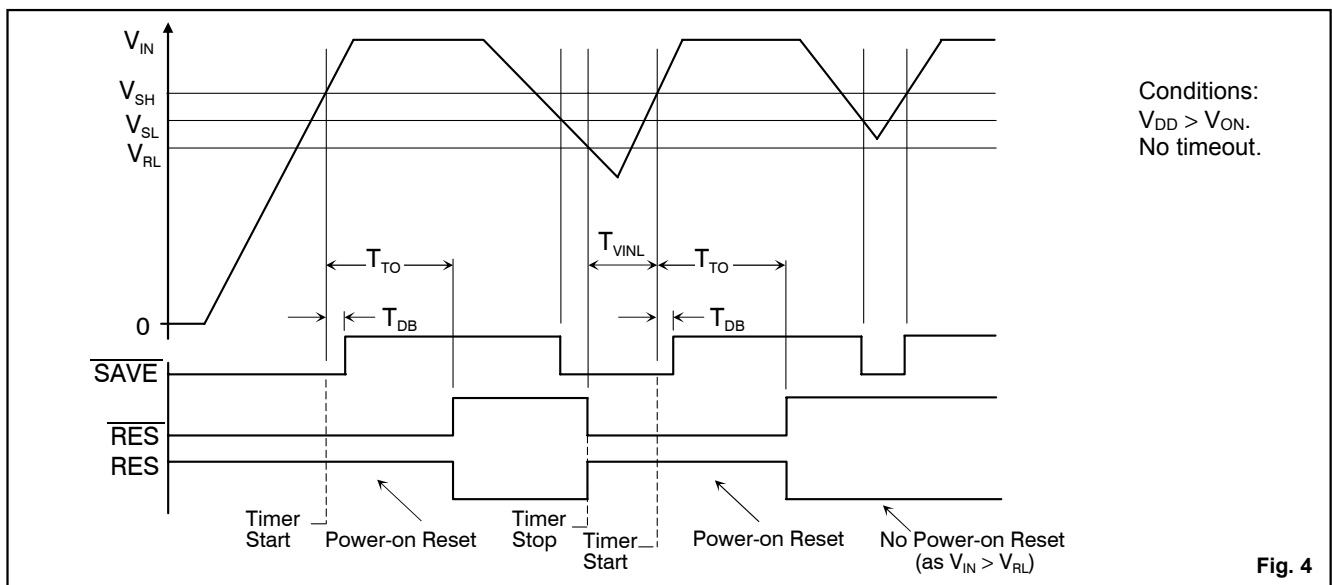 V_IN
V_SH
V_SL
V_RL
Conditions:
V_DD > V_ON.
No timeout.
T_TO
T_VINL
T_TO
0
T_DB
T_DB
SAVE
RES
RES
Timer Start
Power-on Reset
Timer Stop
Timer Start
Power-on Reset
No Power-on Reset
(as V_IN > V_RL)
Fig. 4